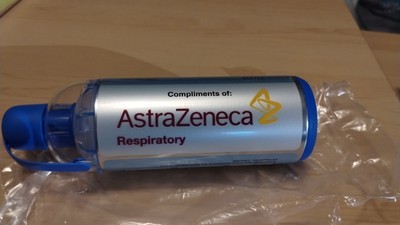 Compliments of:
AstraZeneca
Respiratory